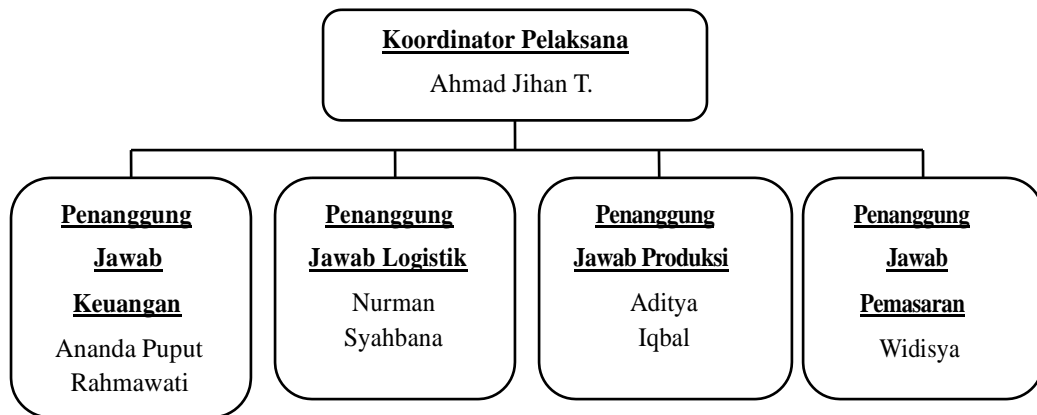 Koordinator Pelaksana
Ahmad Jihan T.
Penanggung
Jawab
Keuangan
Ananda Puput
Rahmawati
Penanggung
Jawab Logistik
Nurman
Syahbana
Penanggung
Jawab Produksi
Aditya
Iqbal
Penanggung
Jawab
Pemasaran
Widisya